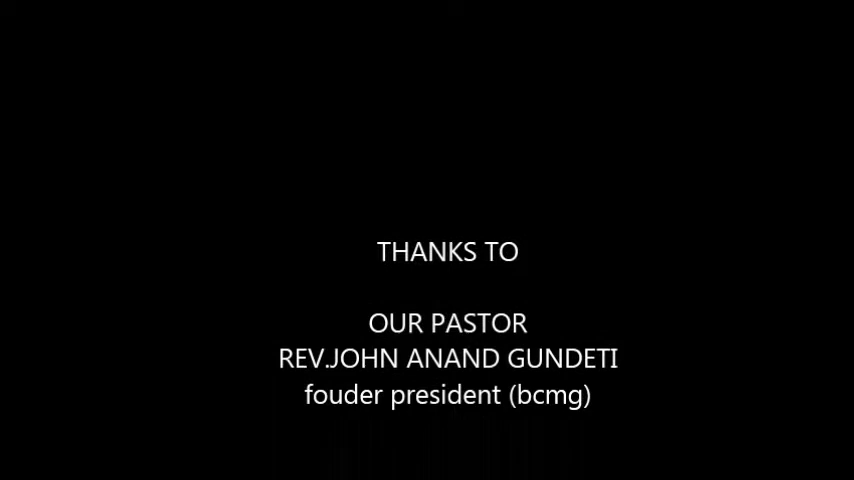 THANKS TO
OUR PASTOR
REV.JOHN ANAND GUNDETI
fouder president (bcmg)